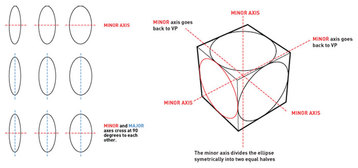 MINOR AXIS
MINOR and MAJOR
axes cross at 90
degrees to each
other.
MINOR AXIS
MINOR axis goes
back to VP
MINOR axis goes
back to VP
MINOR AXIS
MINOR AXIS
The minor axis divides the ellipse
symetrically into two equal halves